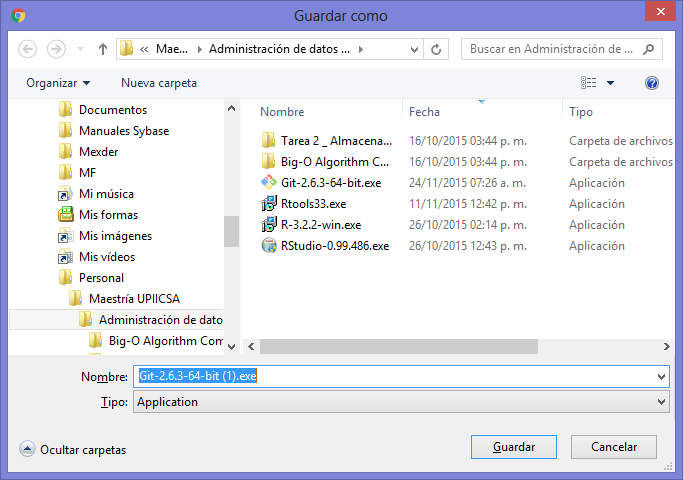 Guardar como
« Mae... Administración de datos ...
Buscar en Administración de ...
Organizar Nueva carpeta
Documentos
Manuales Sybase
Mexder
MF
Mi música
Mis formas
Mis imágenes
Mis vídeos
Personal
Maestría UPIICSA
Administración de dato
Big-O Algorithm Com
Nombre Fecha Tipo
Tarea 2 _ Almacena... 16/10/2015 03:44 p. m. Carpeta de archivos
Big-O Algorithm C... 16/10/2015 03:44 p. m. Carpeta de archivos
Git-2.6.3-64-bit.exe 24/11/2015 07:26 a. m. Aplicación
Rtools33.exe 11/11/2015 12:42 p. m. Aplicación
R-3.2.2-win.exe 26/10/2015 02:14 p. m. Aplicación
RStudio-0.99.486.exe 26/10/2015 12:43 p. m. Aplicación
Nombre: Git-2.6.3-64-bit (1).exe
Tipo: Application
Ocultar carpetas Guardar Cancelar